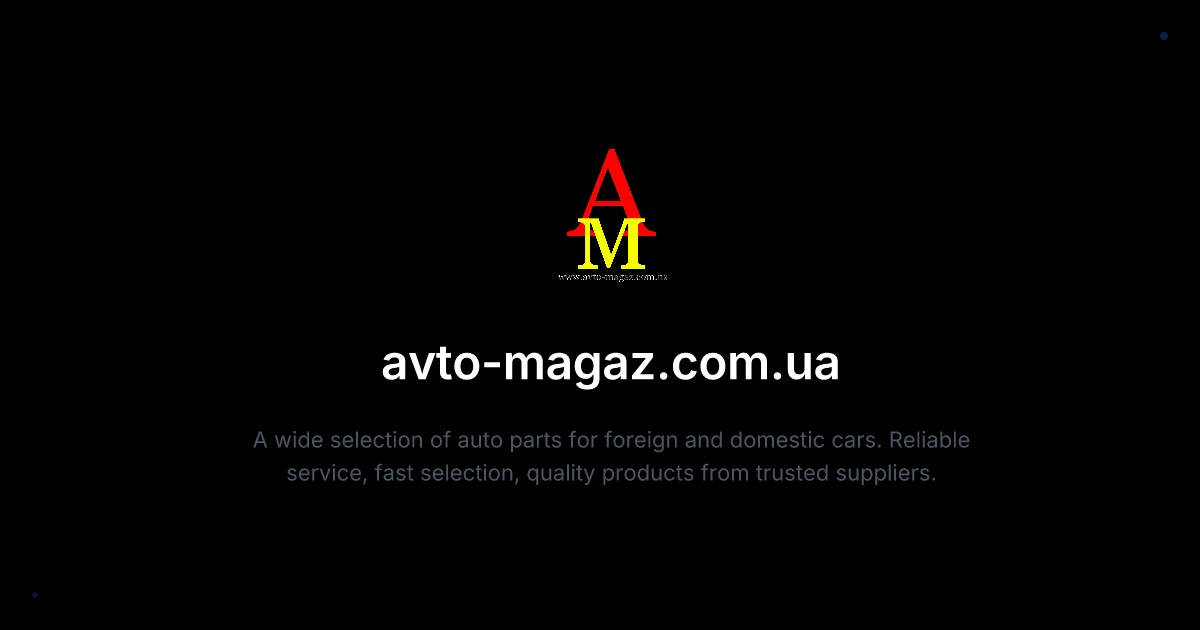 A
M
www.avto-magaz.com.ua
avto-magaz.com.ua
A wide selection of auto parts for foreign and domestic cars. Reliable
service, fast selection, quality products from trusted suppliers.